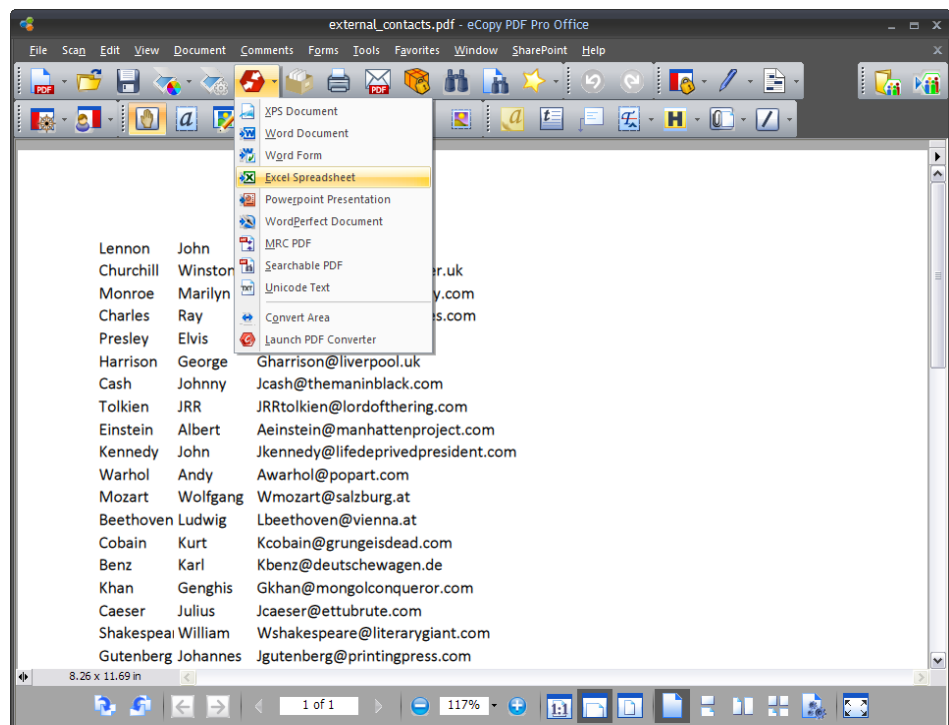 external_contacts.pdf - eCopy PDF Pro Office
File Scan Edit View Document Comments Forms Tools Favorites Window SharePoint Help
PDF PDF
a a H
XPS Document
Word Document
Word Form
Excel Spreadsheet
Powerpoint Presentation
WordPerfect Document
MRC PDF
Searchable PDF
Unicode Text
Convert Area
Launch PDF Converter
Lennon John
Churchill Winston r.uk
Monroe Marilyn y.com
Charles Ray s.com
Presley Elvis
Harrison George Gharrison@liverpool.uk
Cash Johnny Jcash@themaninblack.com
Tolkien JRR JRRtolkien@lordofthering.com
Einstein Albert Aeinstein@manhattenproject.com
Kennedy John Jkennedy@lifedeprivedpresident.com
Warhol Andy Awarhol@popart.com
Mozart Wolfgang Wmozart@salzburg.at
Beethoven Ludwig Lbeethoven@vienna.at
Cobain Kurt Kcobain@grungeisdead.com
Benz Karl Kbenz@deutschewagen.de
Khan Genghis Gkhan@mongolconqueror.com
Caeser Julius Jcaeser@ettubrute.com
Shakespea William Wshakespeare@literarygiant.com
Gutenberg Johannes Jgutenberg@printingpress.com
8.26 x 11.69 in
1 of 1 117% 1:1